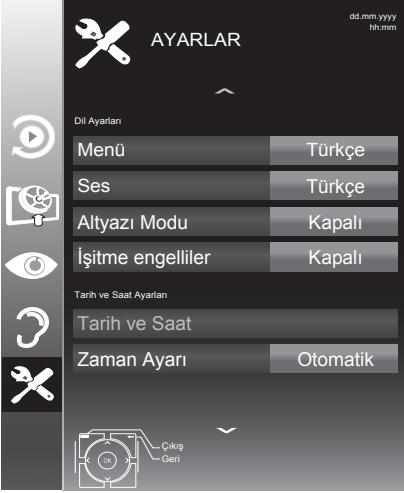 AYARLAR
dd.mm.yyyy
hh:mm
Dil Ayarları
Menü Türkçe
Ses Türkçe
Altyazı Modu Kapalı
İşitme engelliler Kapalı
Tarih ve Saat Ayarları
Tarih ve Saat
Zaman Ayarı Otomatik
Çıkış
OK Geri